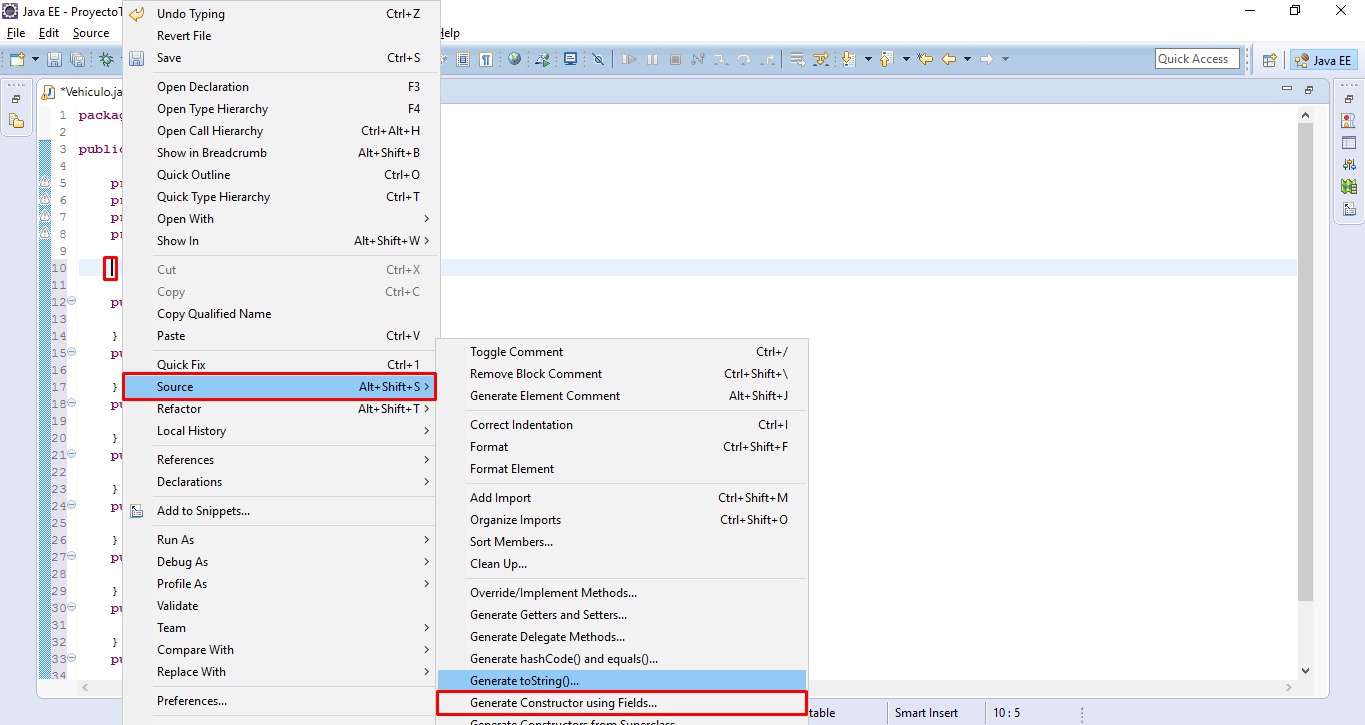 Java EE - ProyectoT
File Edit Source
Help
Quick Access
Java EE
*Vehiculo.ja
1 packag
2
3 public
4
5 pr
6 pr
7 pr
8 pr
9
10
11
12 pu
13
14 }
15 pu
16
17 }
18 pu
19
20 }
21 pu
22
23 }
24 pu
25
26 }
27 pu
28
29 }
30 pu
31
32 }
33 pu
34
Undo Typing Ctrl+Z
Revert File
Save Ctrl+S
Open Declaration F3
Open Type Hierarchy F4
Open Call Hierarchy Ctrl+Alt+H
Show in Breadcrumb Alt+Shift+B
Quick Outline Ctrl+O
Quick Type Hierarchy Ctrl+T
Open With >
Show In Alt+Shift+W >
Cut Ctrl+X
Copy Ctrl+C
Copy Qualified Name
Paste Ctrl+V
Quick Fix Ctrl+1
Source Alt+Shift+S >
Refactor Alt+Shift+T >
Local History >
References >
Declarations >
Add to Snippets...
Run As >
Debug As >
Profile As >
Validate
Team >
Compare With >
Replace With >
Preferences...
Toggle Comment Ctrl+/
Remove Block Comment Ctrl+Shift+\
Generate Element Comment Alt+Shift+J
Correct Indentation Ctrl+I
Format Ctrl+Shift+F
Format Element
Add Import Ctrl+Shift+M
Organize Imports Ctrl+Shift+O
Sort Members...
Clean Up...
Override/Implement Methods...
Generate Getters and Setters...
Generate Delegate Methods...
Generate hashCode() and equals()...
Generate toString()...
Generate Constructor using Fields...
Generate Constructors from Superclass...
table Smart Insert 10 : 5